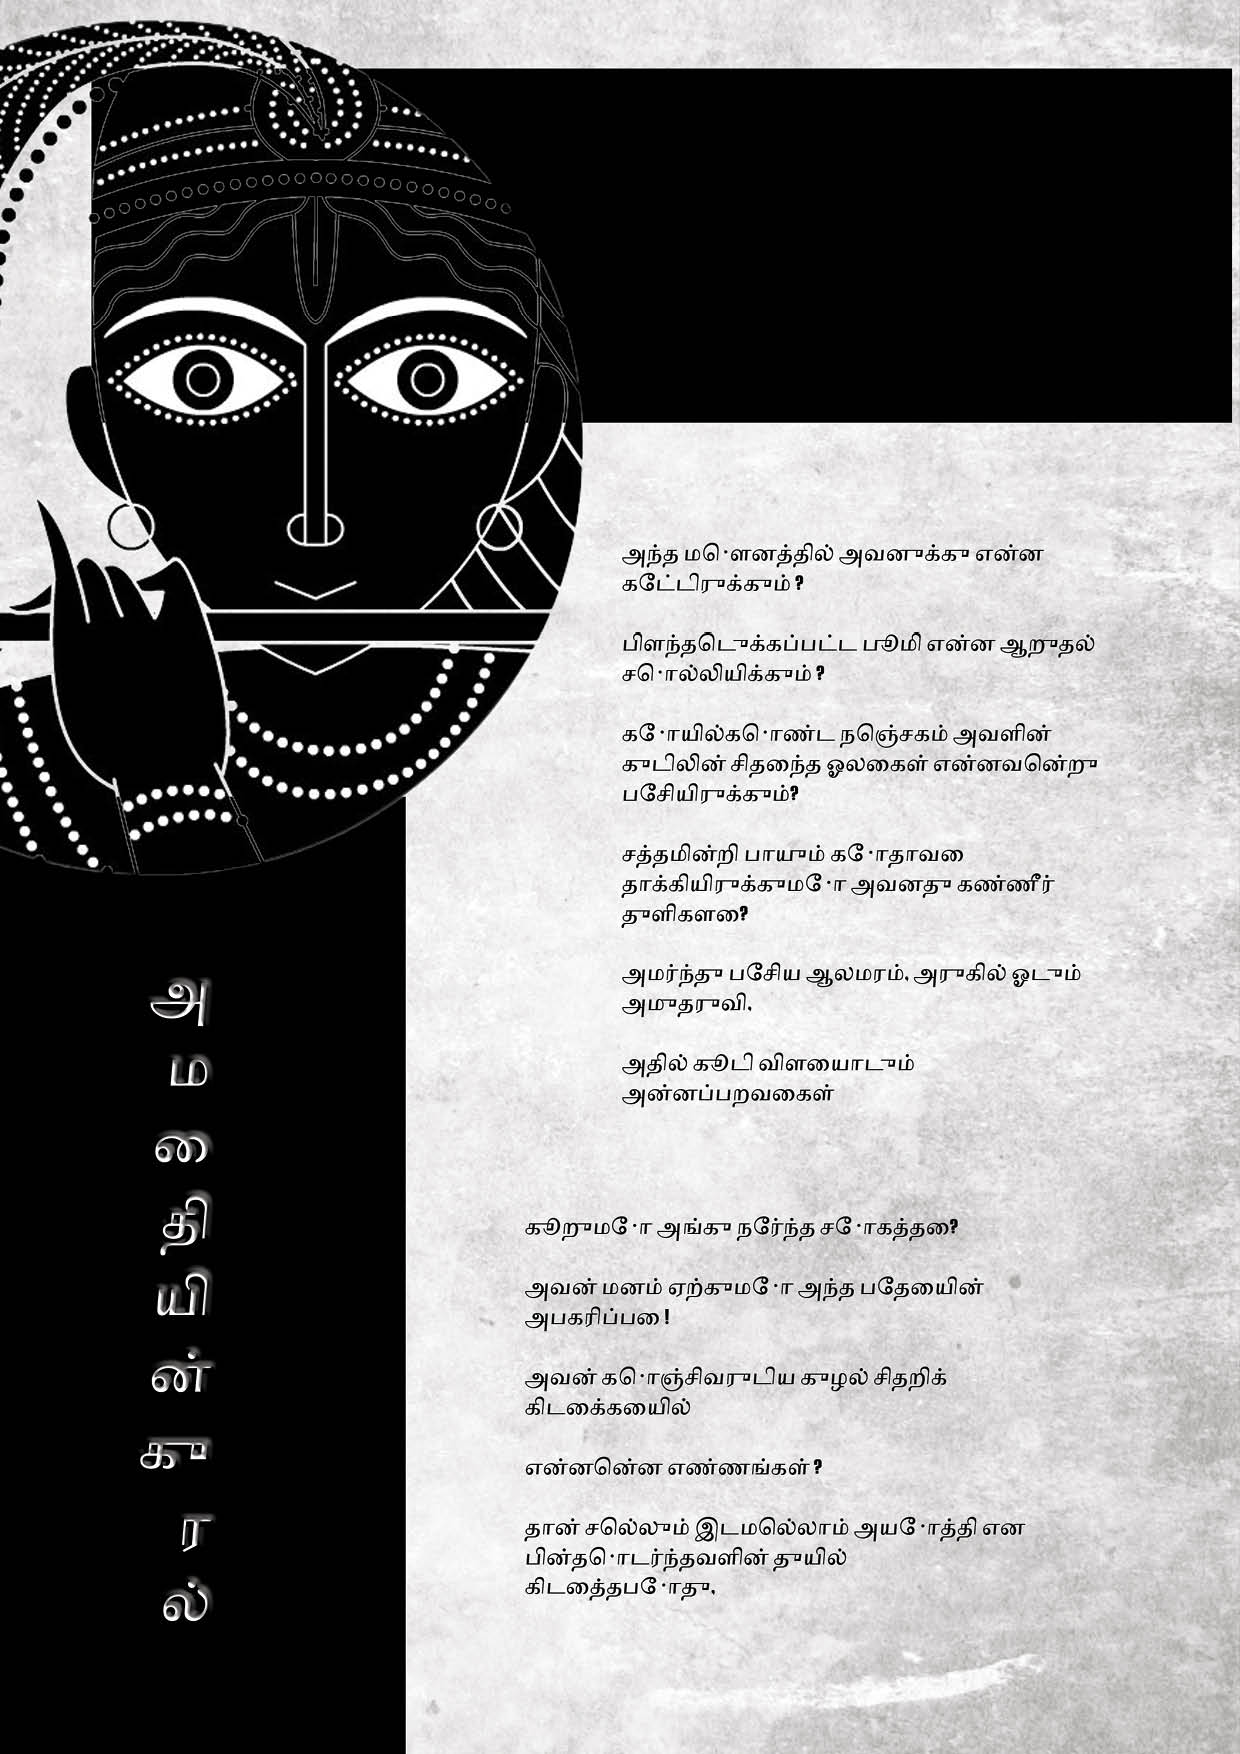 அந்த மௌனத்தில் அவனுக்கு என்ன
கேட்டிருக்கும் ?
பிளந்தெடுக்கப்பட்ட பூமி என்ன ஆறுதல்
சொல்லியிக்கும் ?
கோயில்கொண்ட நெஞ்சகம் அவளின்
குடிலின் சிதைந்த ஓலைகள் என்னவென்று
பேசியிருக்கும்?
சத்தமின்றி பாயும் கோதாவை
தாக்கியிருக்குமோ அவனது கண்ணீர்
துளிகளை?
அமர்ந்து பேசிய ஆலமரம், அருகில் ஓடும்
அமுதருவி,
அதில் கூடி விளையாடும்
அன்னப்பறவைகள்
கூறுமோ அங்கு நேர்ந்த சோகத்தை?
அவன் மனம் ஏற்குமோ அந்த பேதையின்
அபகரிப்பை !
அவன் கொஞ்சிவருடிய குழல் சிதறிக்
கிடக்கையில்
என்னென்ன எண்ணங்கள் ?
தான் செல்லும் இடமெல்லாம் அயோத்தி என
பின்தொடர்ந்தவளின் துயில்
கிடைத்தபோது,
அ
ம
தை
தி
யி
ன்
கு
ர
ல்